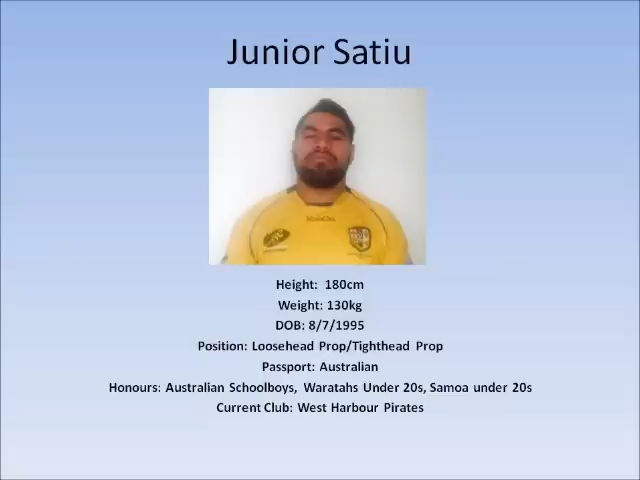 Junior Satiu
Height: 180cm
Weight: 130kg
DOB: 8/7/1995
Position: Loosehead Prop/Tighthead Prop
Passport: Australian
Honours: Australian Schoolboys, Waratahs Under 20s, Samoa under 20s
Current Club: West Harbour Pirates